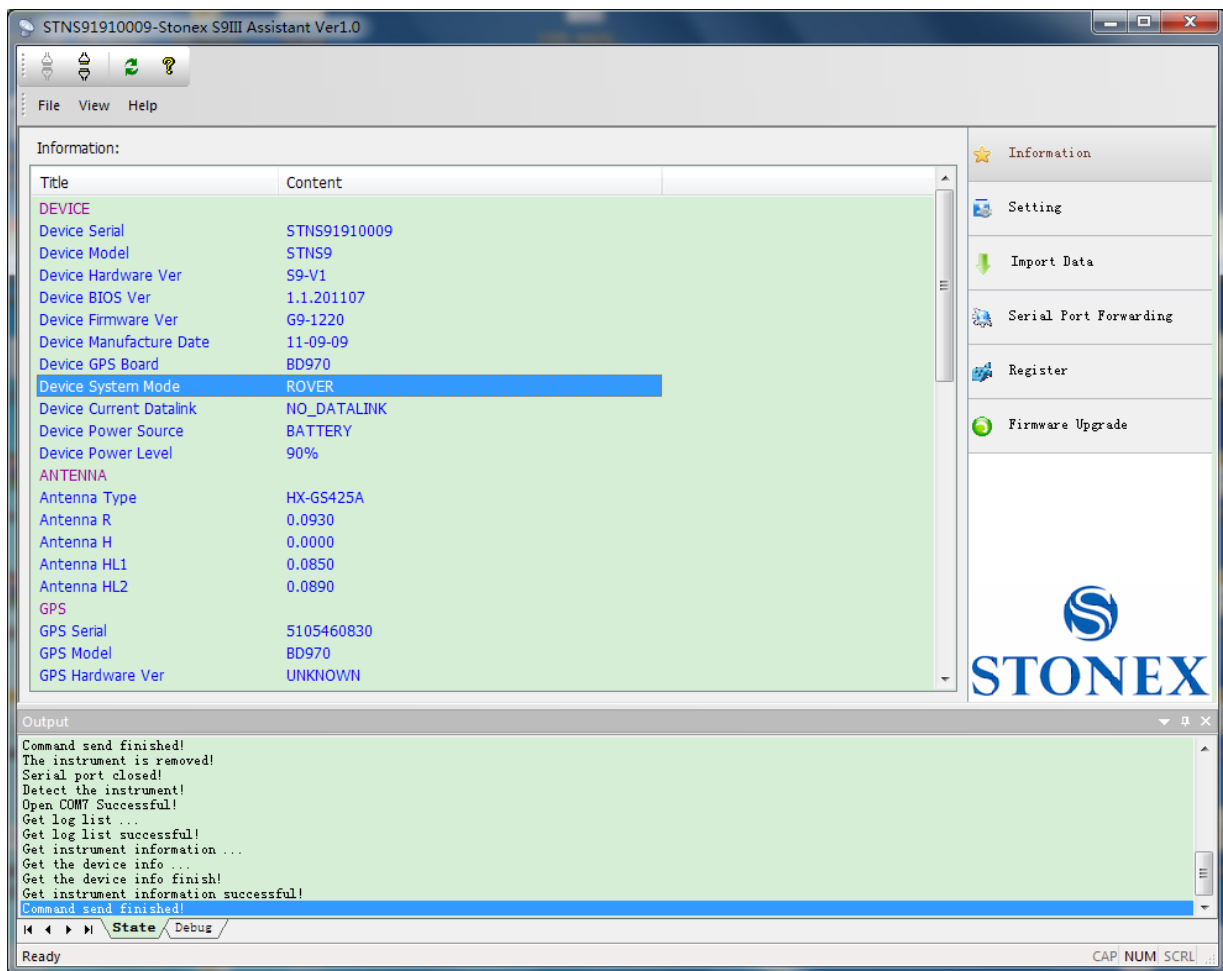 STNS91910009-Stonex S9III Assistant Ver1.0
File View Help
Information:
Title Content
DEVICE
Device Serial STNS91910009
Device Model STNS9
Device Hardware Ver S9-V1
Device BIOS Ver 1.1.201107
Device Firmware Ver G9-1220
Device Manufacture Date 11-09-09
Device GPS Board BD970
Device System Mode ROVER
Device Current Datalink NO_DATALINK
Device Power Source BATTERY
Device Power Level 90%
ANTENNA
Antenna Type HX-GS425A
Antenna R 0.0930
Antenna H 0.0000
Antenna HL1 0.0850
Antenna HL2 0.0890
GPS
GPS Serial 5105460830
GPS Model BD970
GPS Hardware Ver UNKNOWN
Information
Setting
Import Data
Serial Port Forwarding
Register
Firmware Upgrade
STONEX
Output
Command send finished!
The instrument is removed!
Serial port closed!
Detect the instrument!
Open COM7 Successful!
Get log list ...
Get log list successful!
Get instrument information ...
Get the device info ...
Get the device info finish!
Get instrument information successful!
Command send finished!
State Debug
Ready CAP NUM SCRL